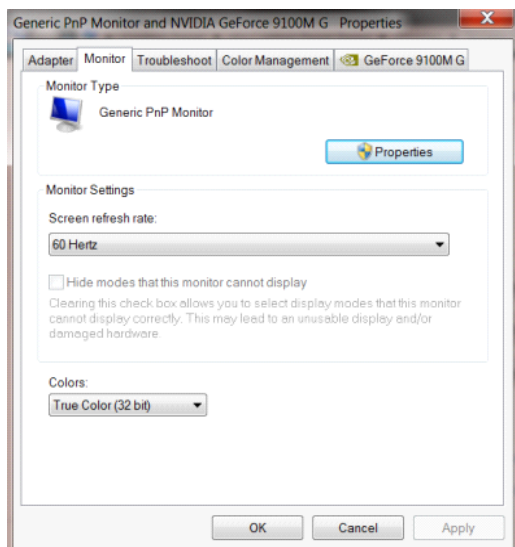 Generic PnP Monitor and NVIDIA GeForce 9100M G Properties
X
Adapter Monitor Troubleshoot Color Management GeForce 9100M G
Monitor Type
Generic PnP Monitor
Properties
Monitor Settings
Screen refresh rate:
60 Hertz
Hide modes that this monitor cannot display
Clearing this check box allows you to select display modes that this monitor
cannot display correctly. This may lead to an unusable display and/or
damaged hardware.
Colors:
True Color (32 bit)
OK Cancel Apply